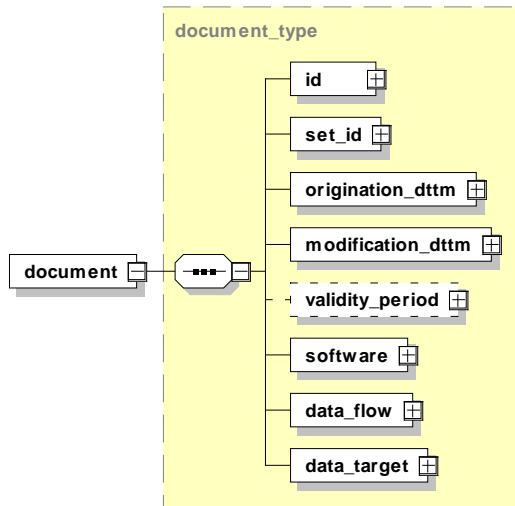 document_type
id
set_id
origination_dttm
modification_dttm
document
validity_period
software
data_flow
data_target